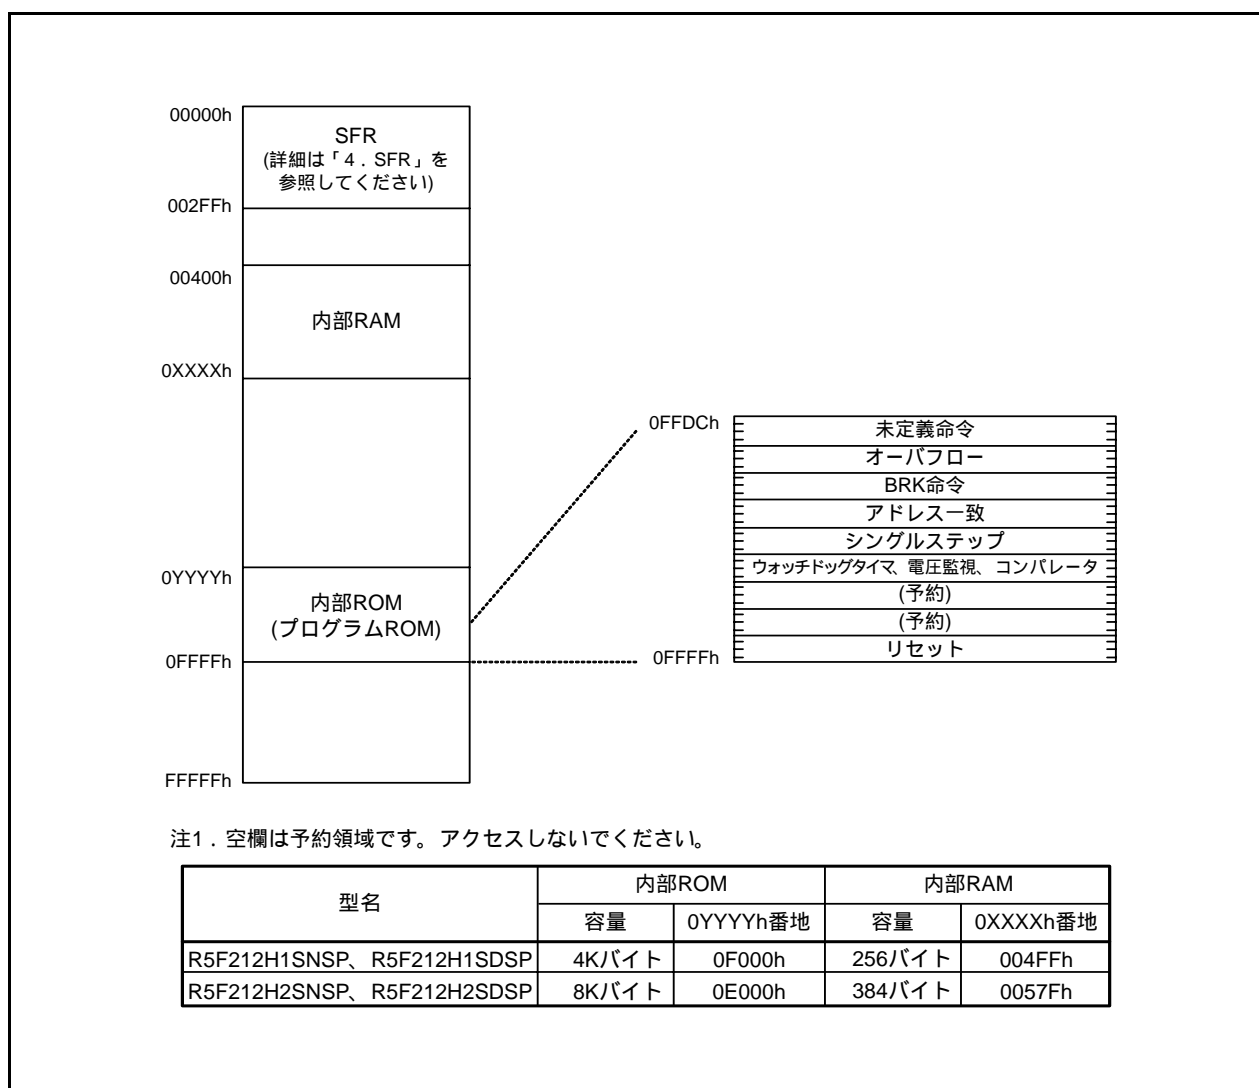 00000h
SFR
(詳細は「4．SFR」を
参照してください)
002FFh
00400h
内部RAM
0XXXXh
0YYYYh
内部ROM
(プログラムROM)
0FFFFh
FFFFFh
0FFDCh
未定義命令
オーバフロー
BRK命令
アドレス一致
シングルステップ
ウォッチドッグタイマ、電圧監視、コンパレータ
(予約)
(予約)
リセット
0FFFFh
注1．空欄は予約領域です。アクセスしないでください。
型名 内部ROM 内部RAM
容量 0YYYYh番地 容量 0XXXXh番地
R5F212H1SNSP、R5F212H1SDSP 4Kバイト 0F000h 256バイト 004FFh
R5F212H2SNSP、R5F212H2SDSP 8Kバイト 0E000h 384バイト 0057Fh